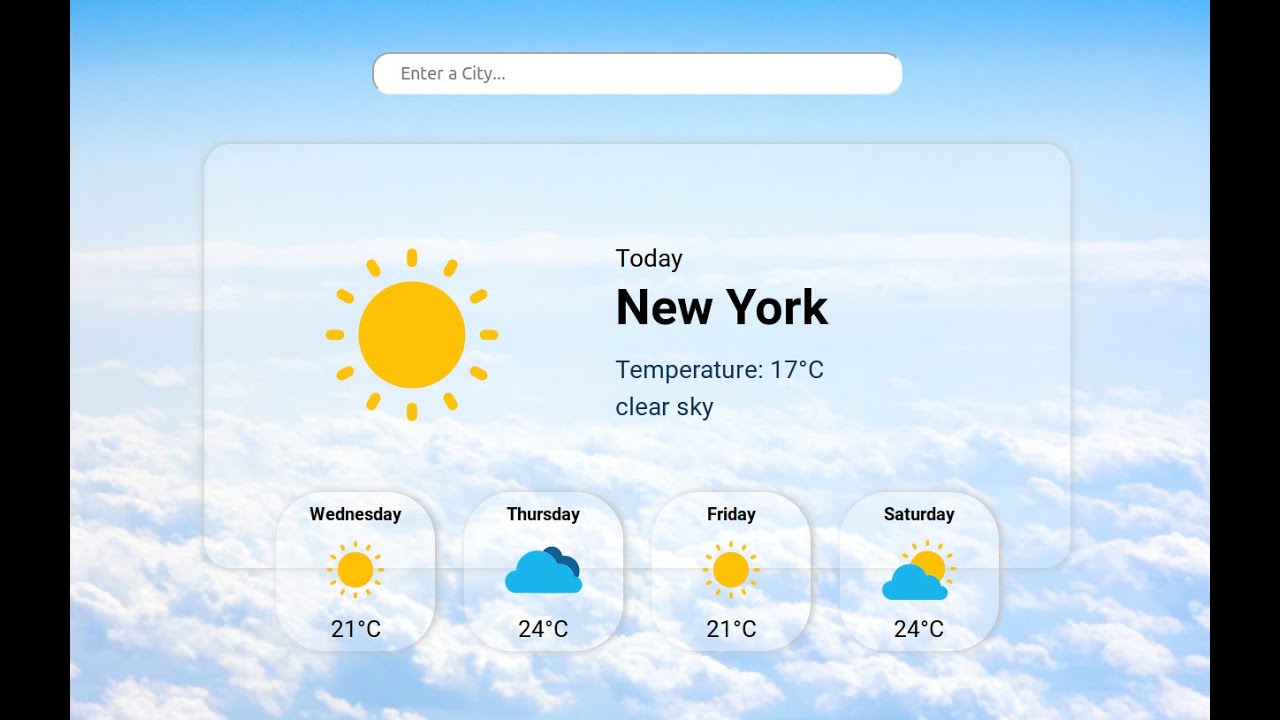 Enter a City...
Today
New York
Temperature: 17°C
clear sky
Wednesday
21°C
Thursday
24°C
Friday
21°C
Saturday
24°C